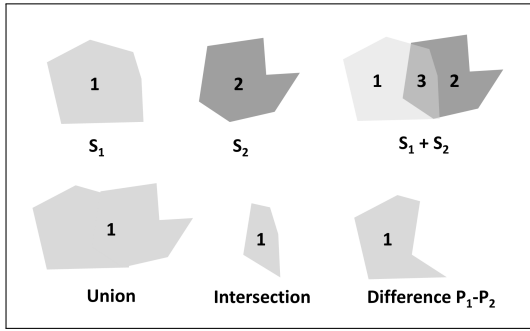 1
2
1 3 2
S₁
S₂
S₁ + S₂
1
1
1
Union
Intersection
Difference P₁-P₂